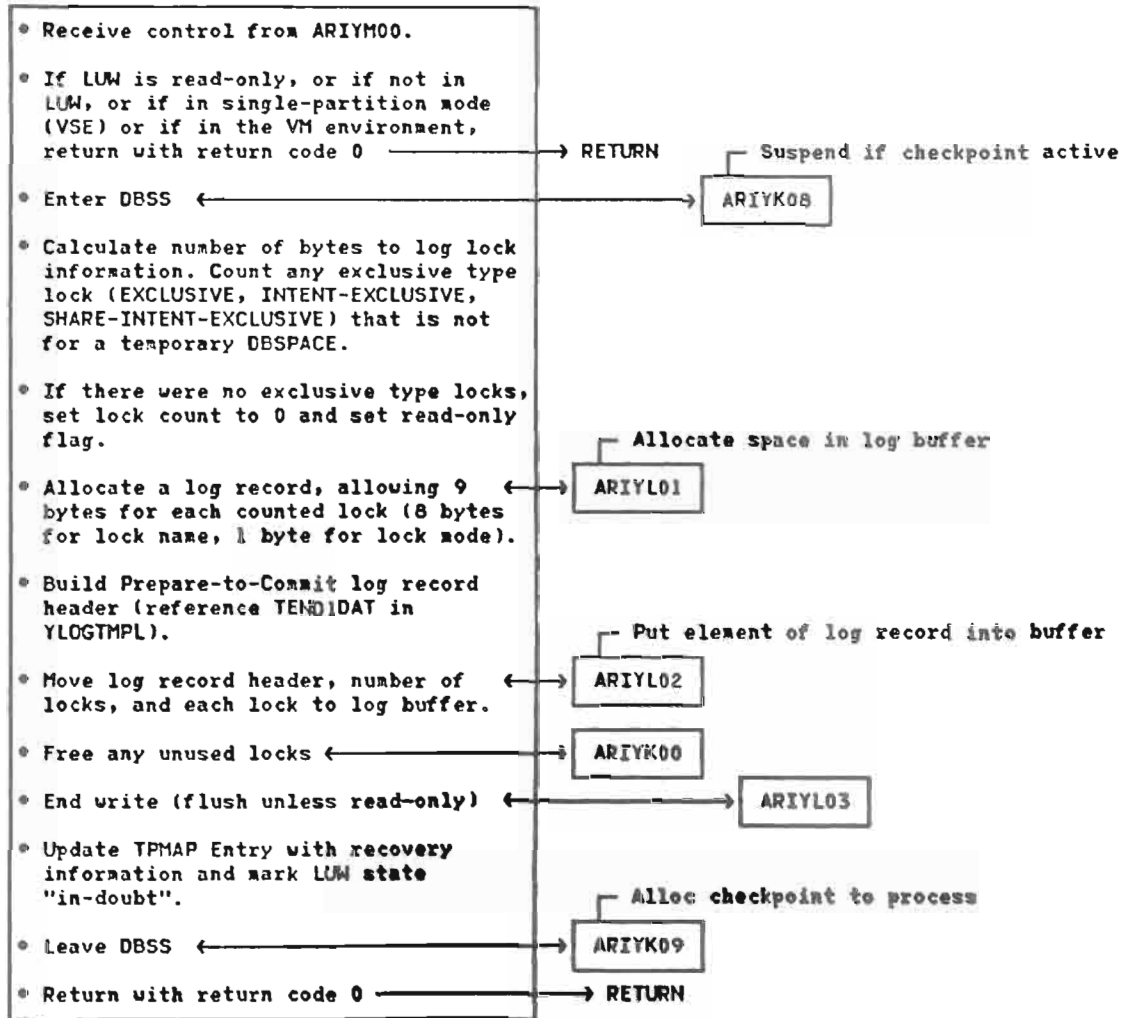 • Receive control from ARIYM00.
• If LUW is read-only, or if not in
LUW, or if in single-partition mode
(VSE) or if in the VM environment,
return with return code 0 → RETURN
Suspend if checkpoint active
• Enter DBSS ↔ ARIYK08
• Calculate number of bytes to log lock
information. Count any exclusive type
lock (EXCLUSIVE, INTENT-EXCLUSIVE,
SHARE-INTENT-EXCLUSIVE) that is not
for a temporary DBSPACE.
• If there were no exclusive type locks,
set lock count to 0 and set read-only
flag.
Allocate space in log buffer
• Allocate a log record, allowing 9 ↔ ARIYL01
bytes for each counted lock (8 bytes
for lock name, 1 byte for lock mode).
• Build Prepare-to-Commit log record
header (reference TEND1DAT in
YLOGTMPL).
Put element of log record into buffer
• Move log record header, number of ↔ ARIYL02
locks, and each lock to log buffer.
• Free any unused locks ↔ ARIYK00
• End write (flush unless read-only) ↔ ARIYL03
• Update TPMAP Entry with recovery
information and mark LUW state
"in-doubt".
Alloc checkpoint to process
• Leave DBSS ↔ ARIYK09
• Return with return code 0 → RETURN